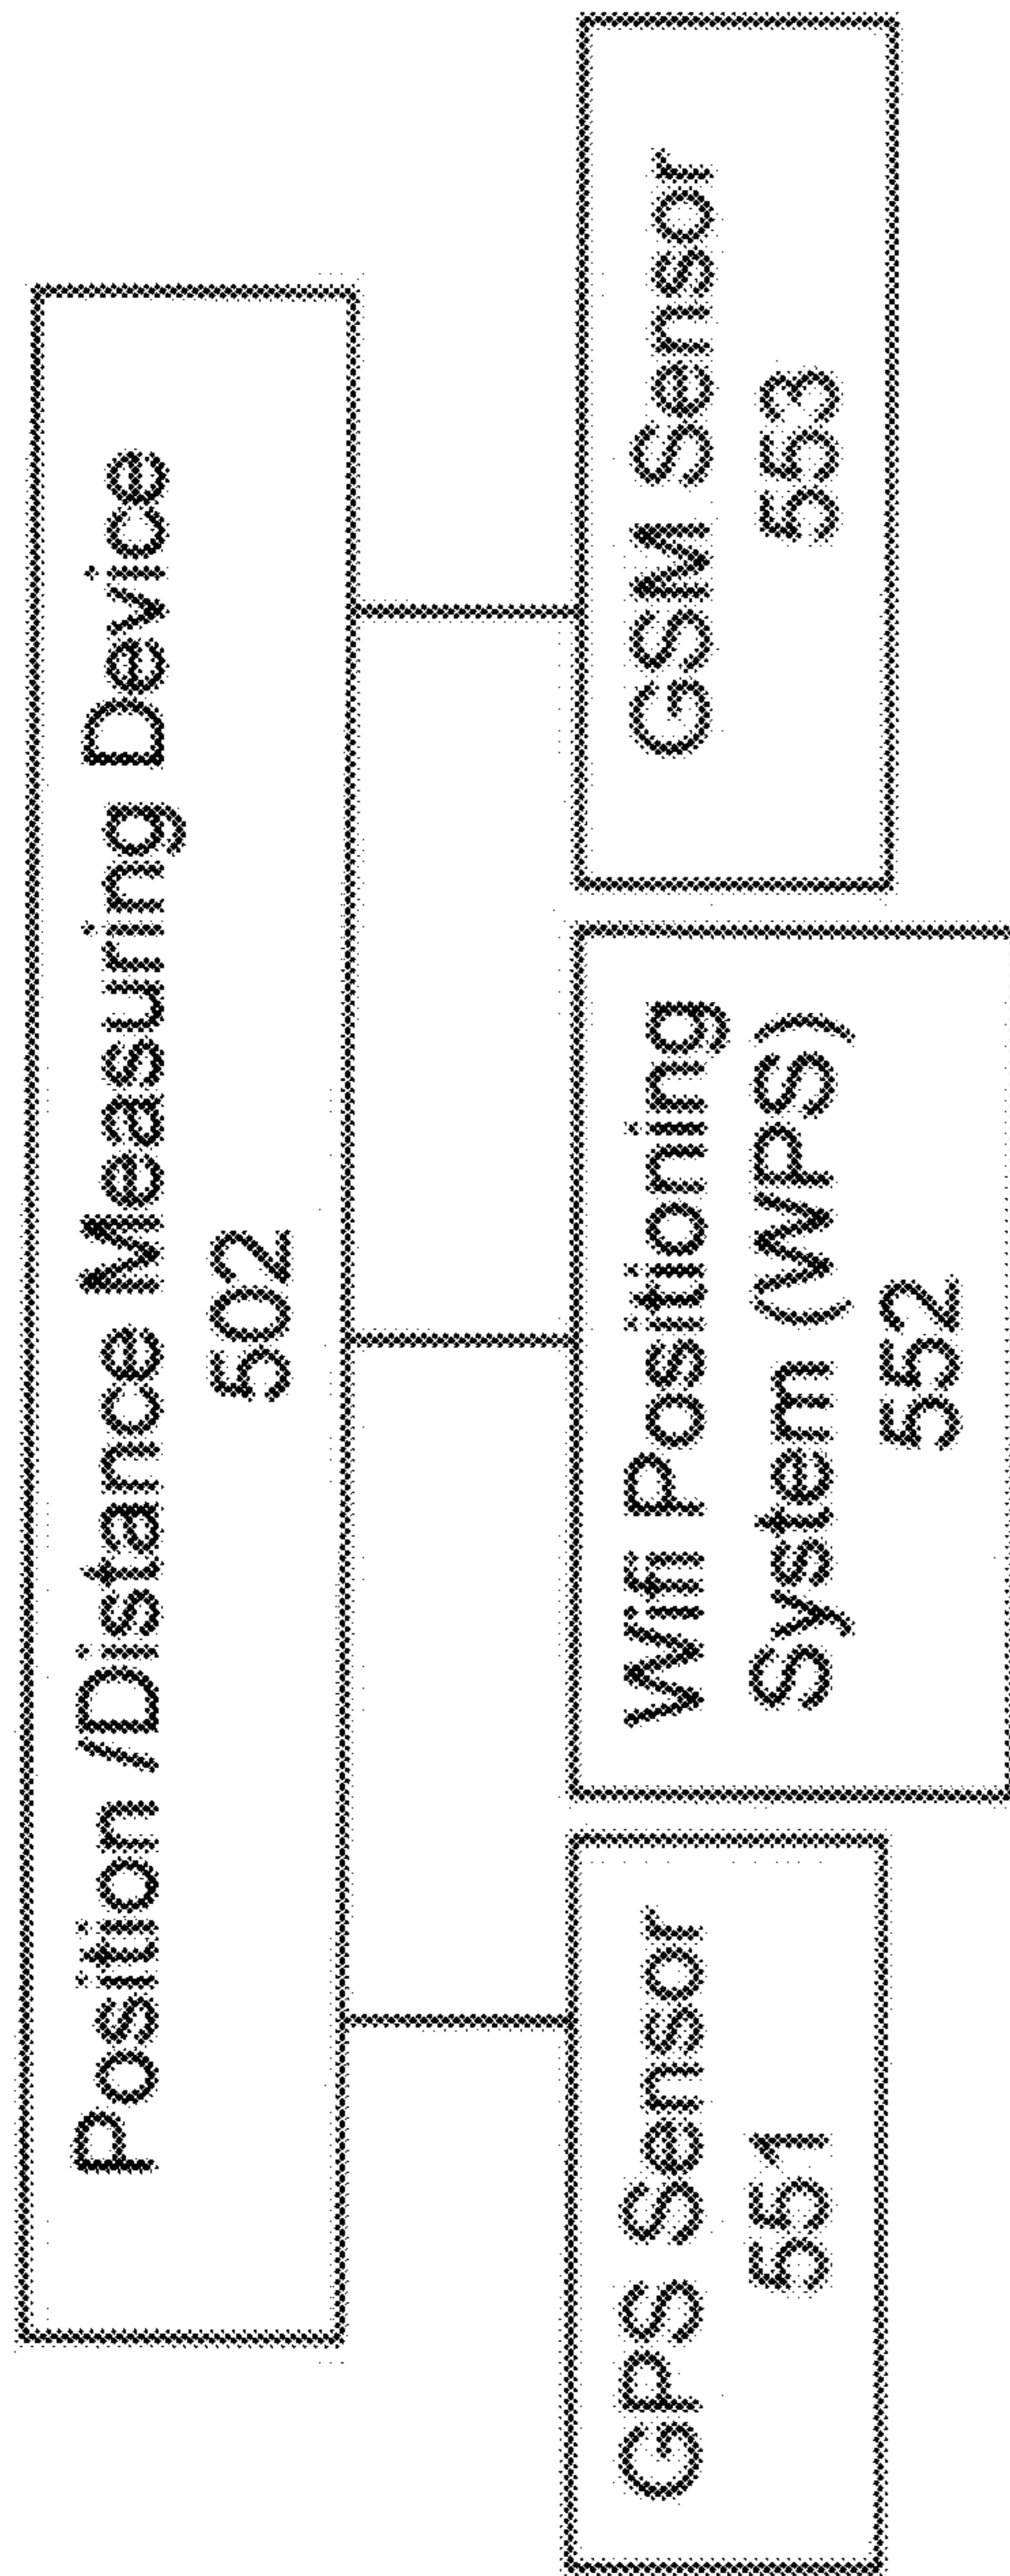 Position /Distance Measuring Device
502
GPS Sensor
551
Wifi Positioning
System (WPS)
552
GSM Sensor
553